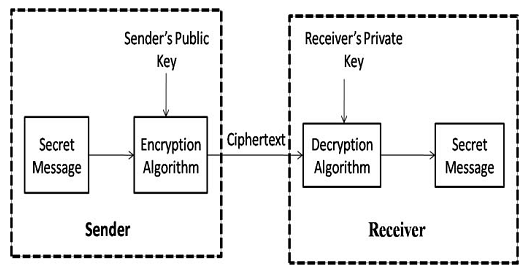 Sender's Public
Key
Receiver's Private
Key
Secret
Message
Encryption
Algorithm
Ciphertext
Decryption
Algorithm
Secret
Message
Sender
Receiver